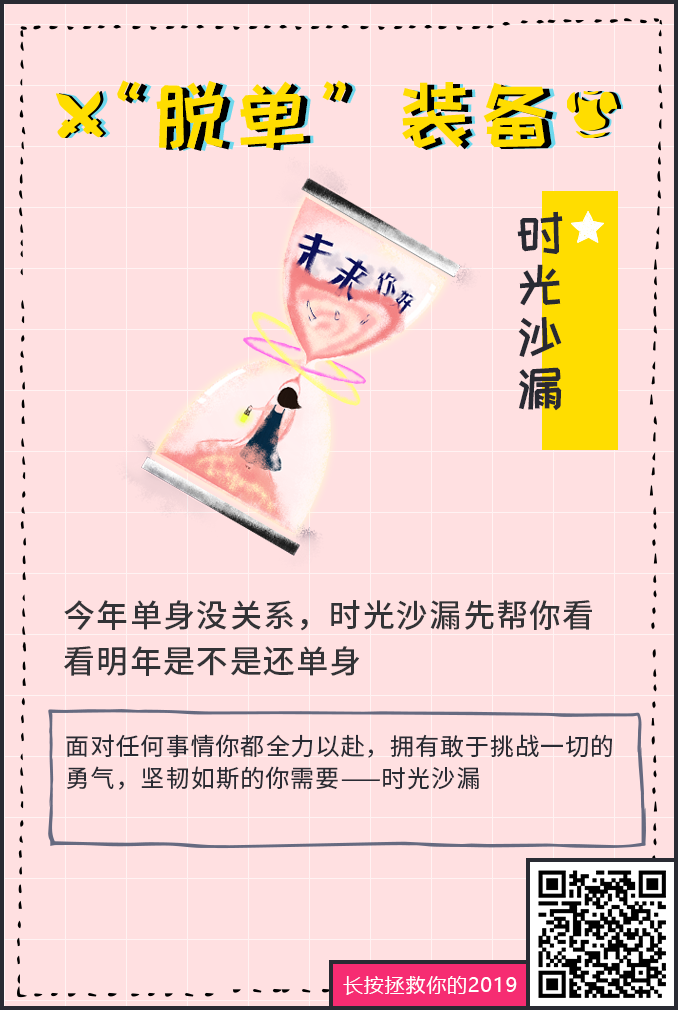 “脱单”装备
时光沙漏
未来你好
今年单身没关系，时光沙漏先帮你看
看明年是不是还单身
面对任何事情你都全力以赴，拥有敢于挑战一切的
勇气，坚韧如斯的你需要——时光沙漏
长按拯救你的2019